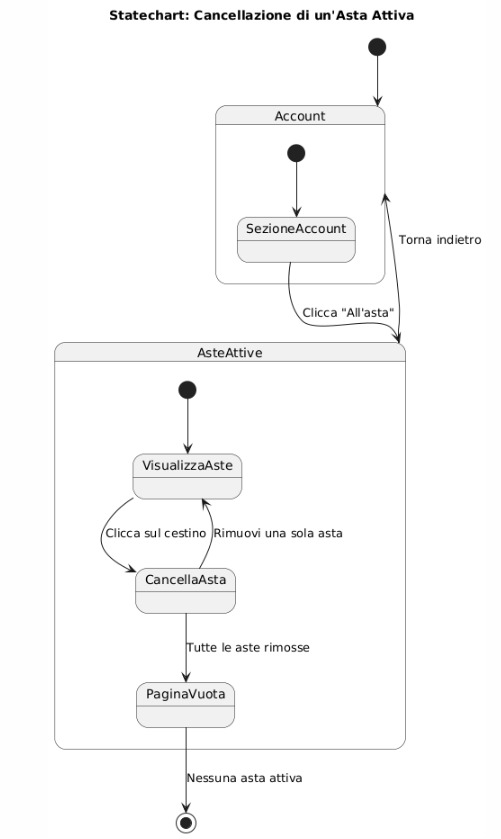 Statechart: Cancellazione di un'Asta Attiva
Account
SezioneAccount
Torna indietro
Clicca "All'asta"
AsteAttive
VisualizzaAste
Clicca sul cestino
Rimuovi una sola asta
CancellaAsta
Tutte le aste rimosse
PaginaVuota
Nessuna asta attiva